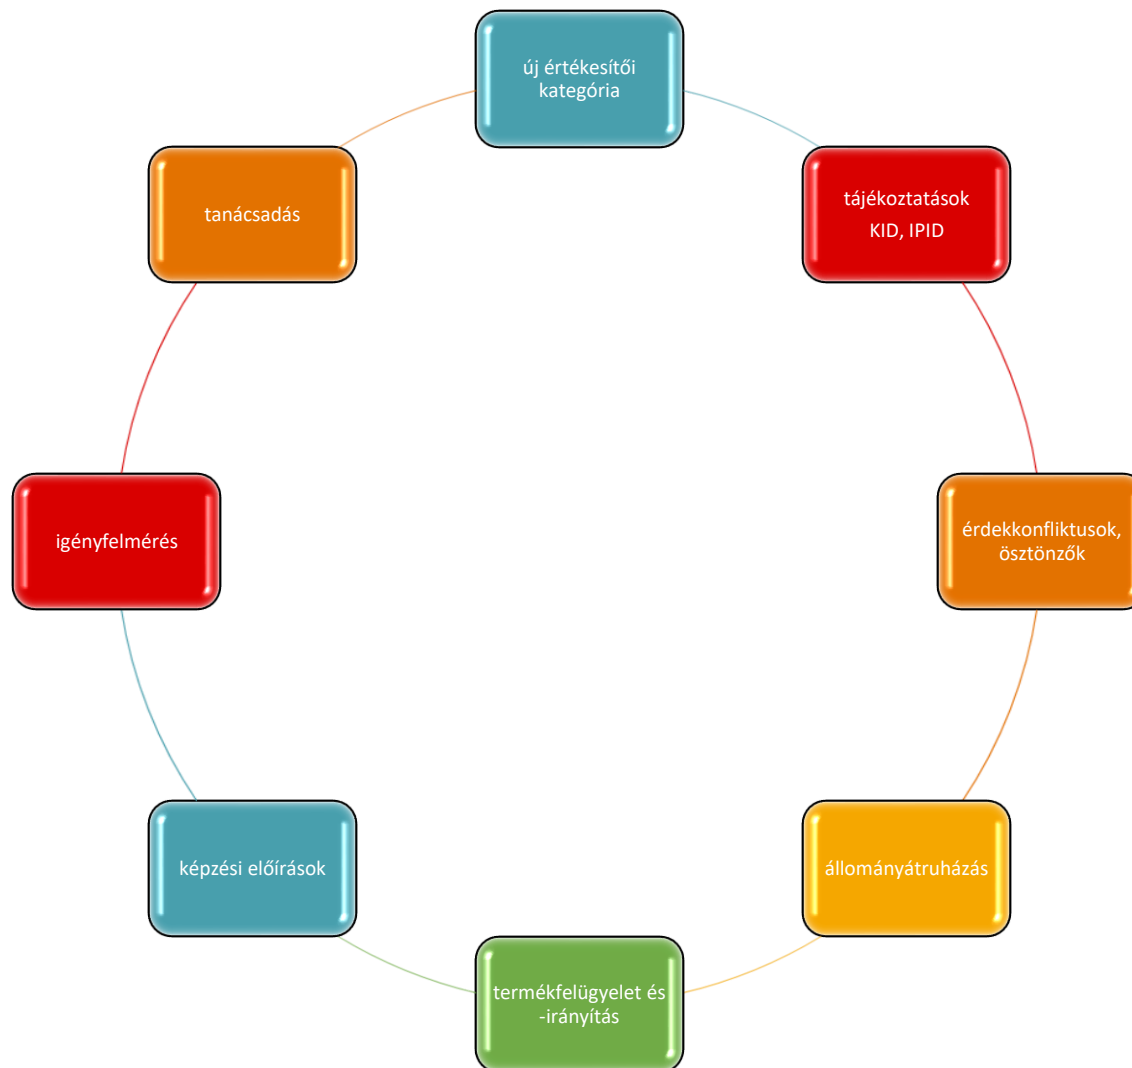 új értékesítői
kategória
tájékoztatások
KID, IPID
érdekkonfliktusok,
ösztönzők
állományátruházás
termékfelügyelet és
-irányítás
képzési előírások
igényfelmérés
tanácsadás